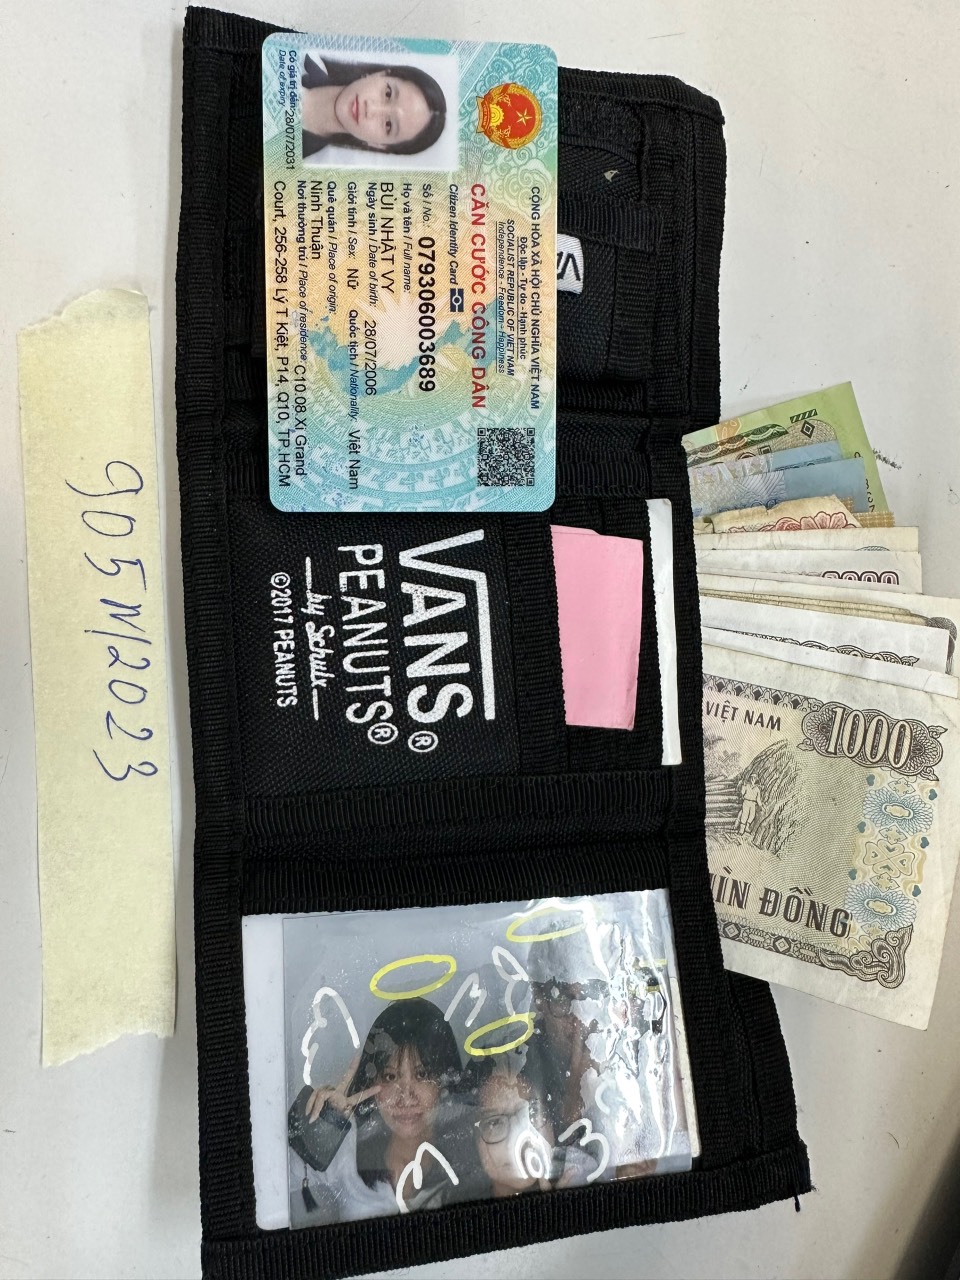 CỘNG HÒA XÃ HỘI CHỦ NGHĨA VIỆT NAM
Độc lập - Tự do - Hạnh phúc
SOCIALIST REPUBLIC OF VIET NAM
Independence - Freedom - Happiness
CĂN CƯỚC CÔNG DÂN
Citizen Identity Card
Số / No.: 079306003689
Họ và tên / Full name:
BÙI NHẬT VY
Ngày sinh / Date of birth: 28/07/2006
Giới tính / Sex: Nữ Quốc tịch / Nationality: Việt Nam
Quê quán / Place of origin:
Ninh Thuận
Nơi thường trú / Place of residence: C10.08 Xi Grand
Court, 256-258 Lý T Kiệt, P14, Q10, TP.HCM
Có giá trị đến: 28/07/2031
Date of expiry
VANS®
PEANUTS®
by Schulz
©2017 PEANUTS
VIỆT NAM
1000
ĐỒNG
905N/2023